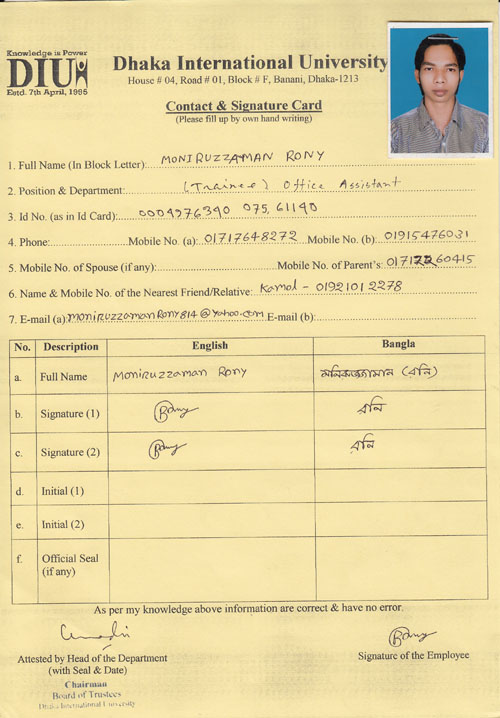 Knowledge is Power
DIU
Estd. 7th April, 1995
Dhaka International University
House # 04, Road # 01, Block # F, Banani, Dhaka-1213
Contact & Signature Card
(Please fill up by own hand writing)
1. Full Name (In Block Letter): MONIRUZZAMAN RONY
2. Position & Department: (Trainee) Office Assistant
3. Id No. (as in Id Card): 0004976390 075, 61140
4. Phone: Mobile No. (a): 01717648272 Mobile No. (b): 01915476031
5. Mobile No. of Spouse (if any): Mobile No. of Parent's: 01712260415
6. Name & Mobile No. of the Nearest Friend/Relative: Kamol - 01921012278
7. E-mail (a): moniruzzamanRony814@yahoo.com E-mail (b):
No. Description English Bangla
a. Full Name Moniruzzaman Rony মনিরুজ্জামান (রনি)
b. Signature (1) Rony রনি
c. Signature (2) Rony রনি
d. Initial (1)
e. Initial (2)
f. Official Seal
(if any)
As per my knowledge above information are correct & have no error.
Rony
Attested by Head of the Department Signature of the Employee
(with Seal & Date)
Chairman
Board of Trustees
Dhaka International University